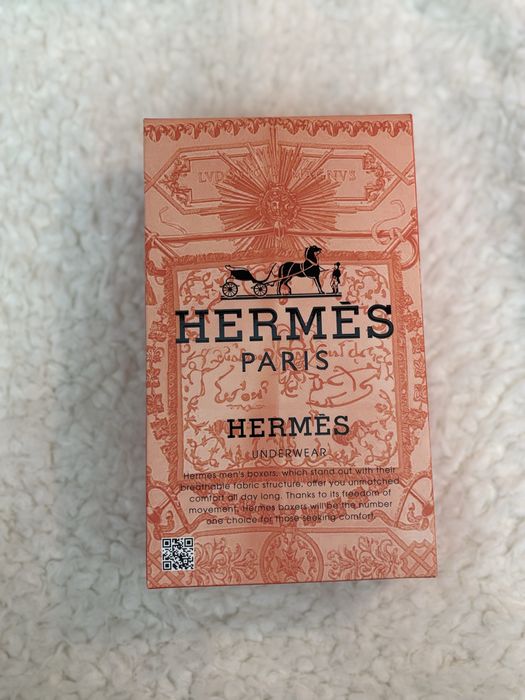 LVD MAGNVS
HERMÈS
PARIS
HERMÈS
UNDERWEAR
Hermes men's boxers, which stand out with their
breathable fabric structure, offer you unmatched
comfort all day long. Thanks to its freedom of
movement, Hermes boxers will be the number
one choice for those seeking comfort.